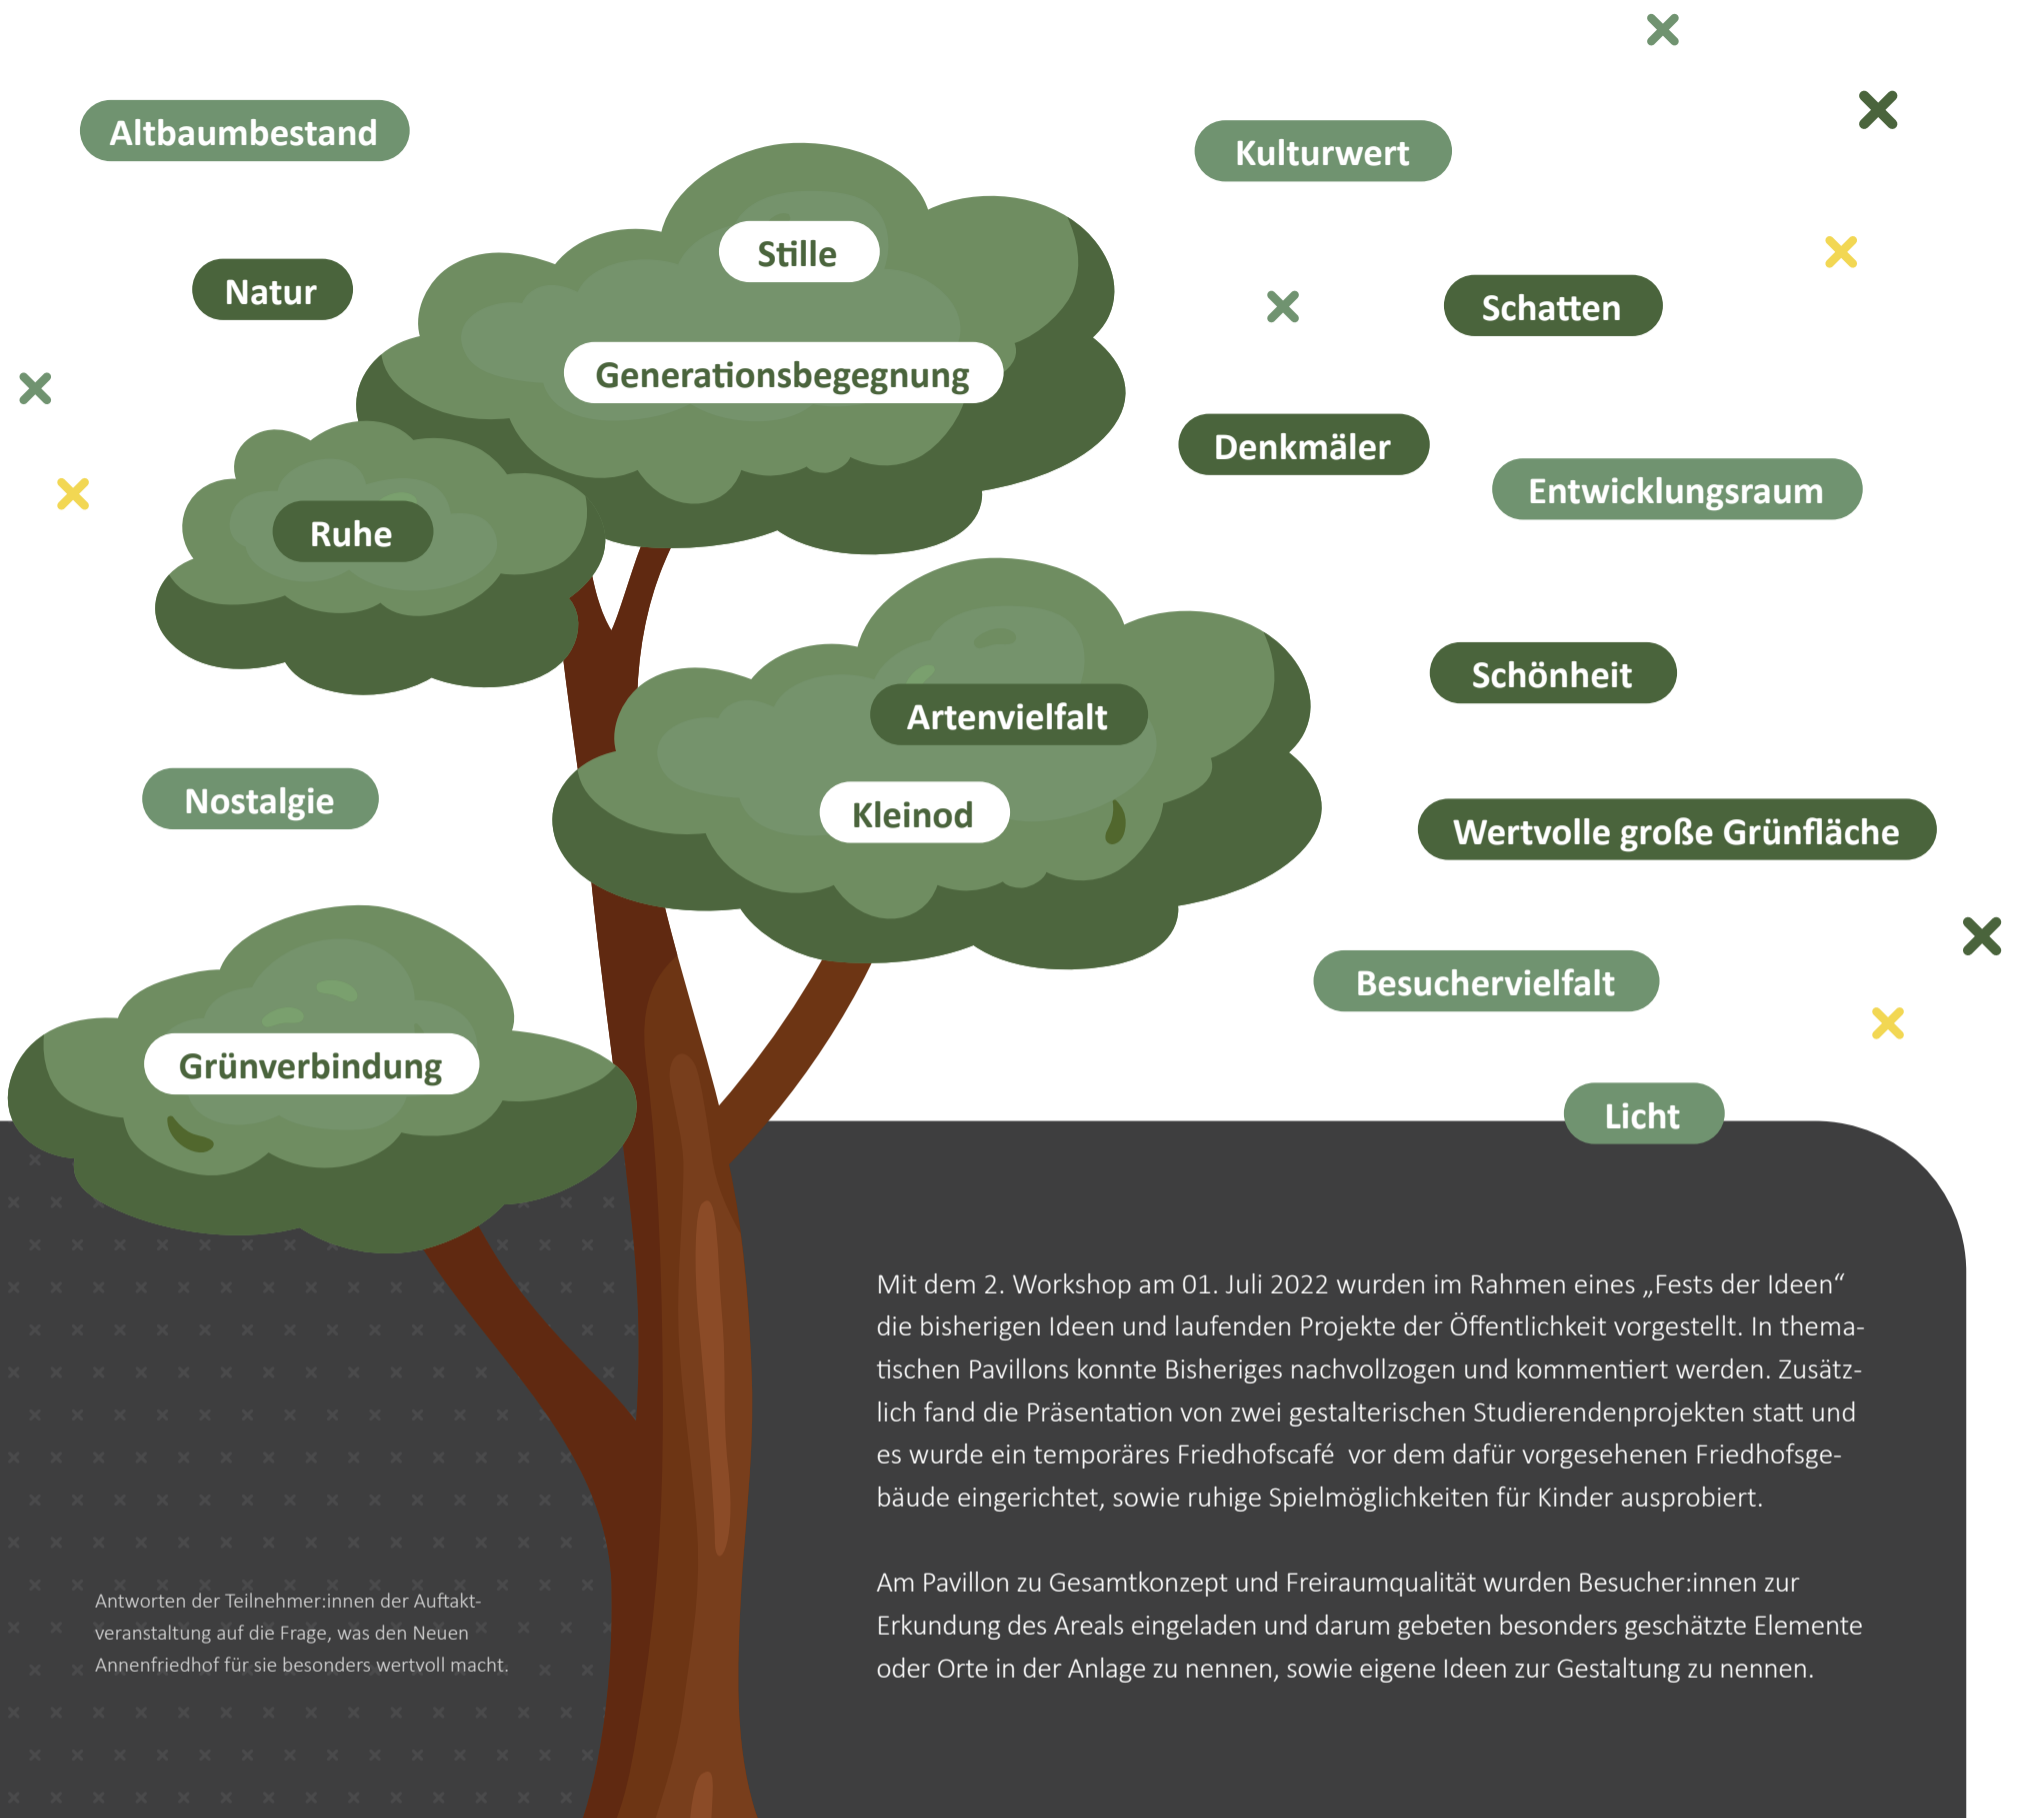 Altbaumbestand
Kulturwert
Stille
Natur
Schatten
Generationsbegegnung
Denkmäler
Entwicklungsraum
Ruhe
Schönheit
Artenvielfalt
Nostalgie
Kleinod
Wertvolle große Grünfläche
Besuchervielfalt
Grünverbindung
Licht
Mit dem 2. Workshop am 01. Juli 2022 wurden im Rahmen eines „Fests der Ideen“
die bisherigen Ideen und laufenden Projekte der Öffentlichkeit vorgestellt. In thema-
tischen Pavillons konnte Bisheriges nachvollzogen und kommentiert werden. Zusätz-
lich fand die Präsentation von zwei gestalterischen Studierendenprojekten statt und
es wurde ein temporäres Friedhofscafé vor dem dafür vorgesehenen Friedhofsge-
bäude eingerichtet, sowie ruhige Spielmöglichkeiten für Kinder ausprobiert.
Am Pavillon zu Gesamtkonzept und Freiraumqualität wurden Besucher:innen zur
Erkundung des Areals eingeladen und darum gebeten besonders geschätzte Elemente
oder Orte in der Anlage zu nennen, sowie eigene Ideen zur Gestaltung zu nennen.
Antworten der Teilnehmer:innen der Auftakt-
veranstaltung auf die Frage, was den Neuen
Annenfriedhof für sie besonders wertvoll macht.